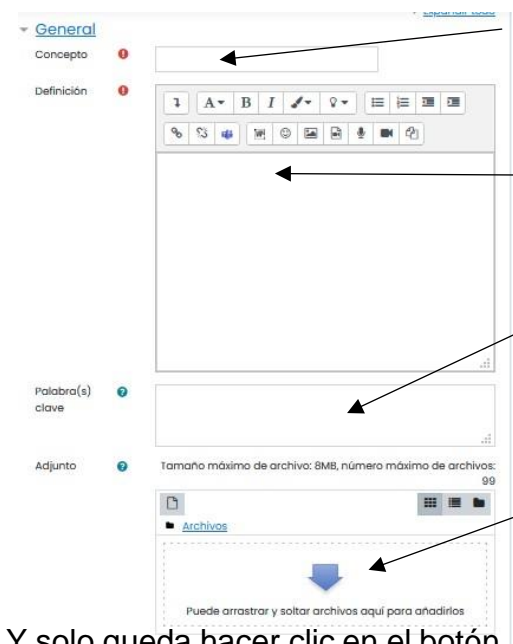 Expandir todo
General
Concepto
Definición
A B I
Palabra(s)
clave
Adjunto
Tamaño máximo de archivo: 8MB, número máximo de archivos:
99
Archivos
Puede arrastrar y soltar archivos aquí para añadirlos
Y solo queda hacer clic en el botón